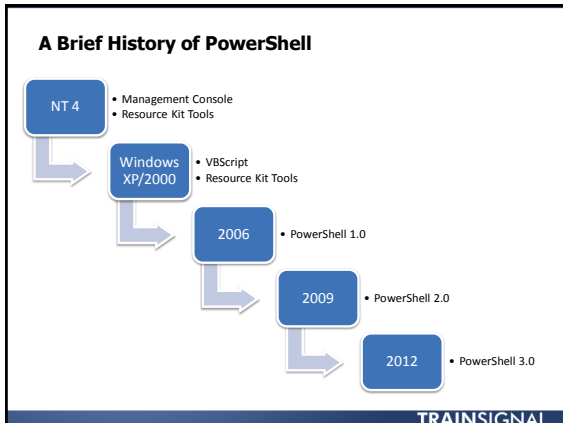 A Brief History of PowerShell
NT 4
• Management Console
• Resource Kit Tools
Windows
XP/2000
• VBScript
• Resource Kit Tools
2006
• PowerShell 1.0
2009
• PowerShell 2.0
2012
• PowerShell 3.0
TRAINSIGNAL